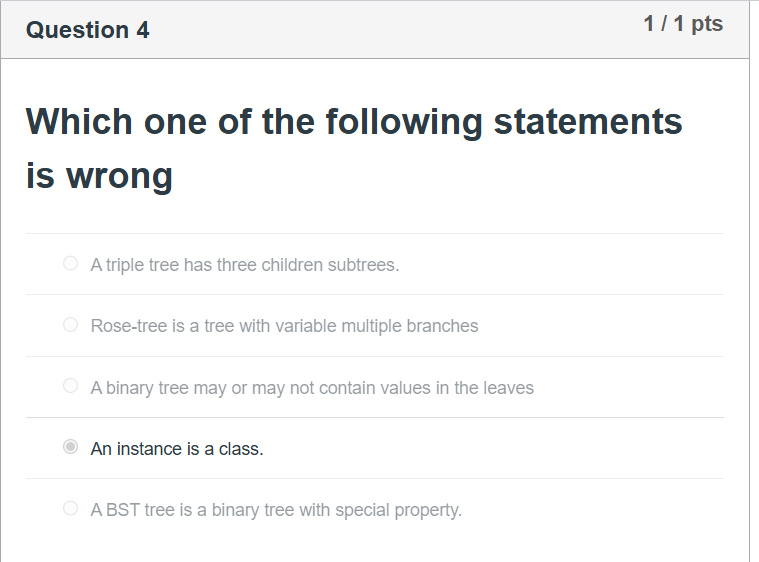 Question 4
1 / 1 pts
Which one of the following statements
is wrong
A triple tree has three children subtrees.
Rose-tree is a tree with variable multiple branches
A binary tree may or may not contain values in the leaves
An instance is a class.
A BST tree is a binary tree with special property.